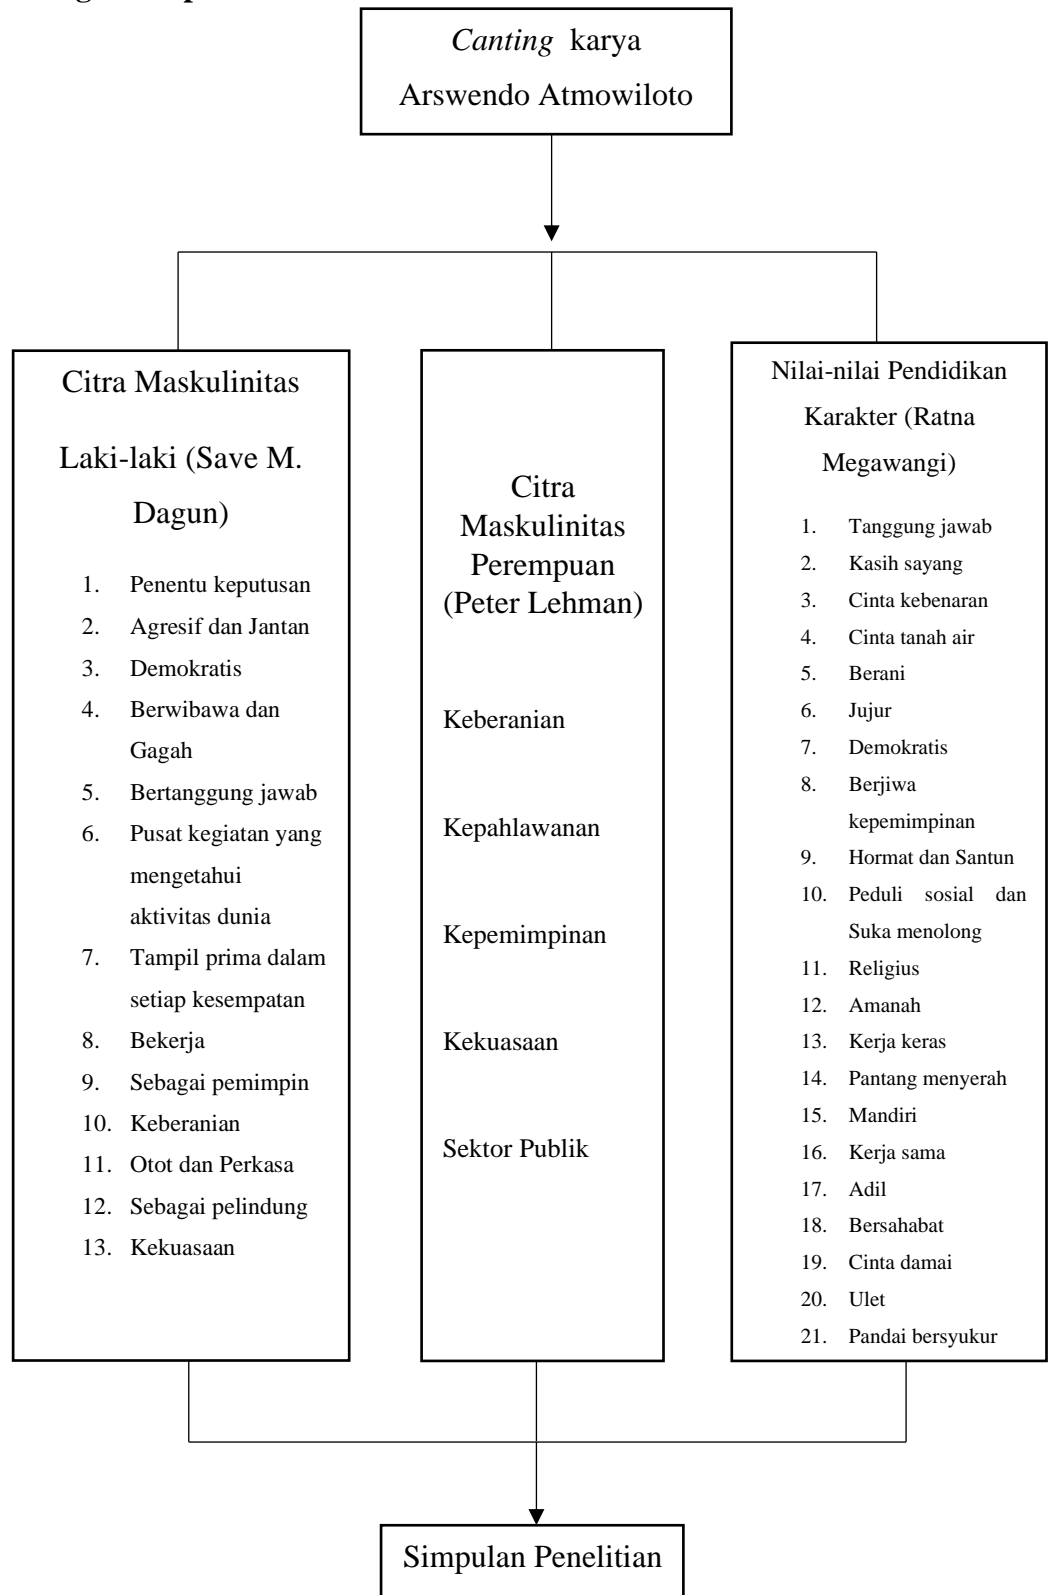 Canting karya
Arswendo Atmowiloto
Citra Maskulinitas
Laki-laki (Save M.
Dagun)
1. Penentu keputusan
2. Agresif dan Jantan
3. Demokratis
4. Berwibawa dan
Gagah
5. Bertanggung jawab
6. Pusat kegiatan yang
mengetahui
aktivitas dunia
7. Tampil prima dalam
setiap kesempatan
8. Bekerja
9. Sebagai pemimpin
10. Keberanian
11. Otot dan Perkasa
12. Sebagai pelindung
13. Kekuasaan
Citra
Maskulinitas
Perempuan
(Peter Lehman)
Keberanian
Kepahlawanan
Kepemimpinan
Kekuasaan
Sektor Publik
Nilai-nilai Pendidikan
Karakter (Ratna
Megawangi)
1. Tanggung jawab
2. Kasih sayang
3. Cinta kebenaran
4. Cinta tanah air
5. Berani
6. Jujur
7. Demokratis
8. Berjiwa
kepemimpinan
9. Hormat dan Santun
10. Peduli sosial dan
Suka menolong
11. Religius
12. Amanah
13. Kerja keras
14. Pantang menyerah
15. Mandiri
16. Kerja sama
17. Adil
18. Bersahabat
19. Cinta damai
20. Ulet
21. Pandai bersyukur
Simpulan Penelitian